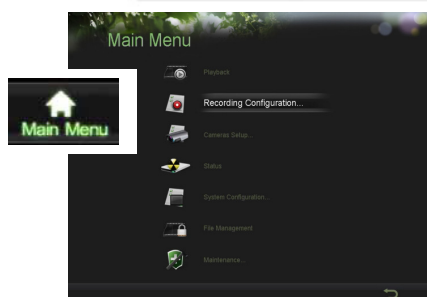 Main Menu
Playback
Recording Configuration...
Main Menu
Cameras Setup...
Status
System Configuration...
File Management
Maintenance...